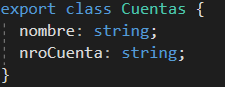 export class Cuentas {
  nombre: string;
  nroCuenta: string;
}